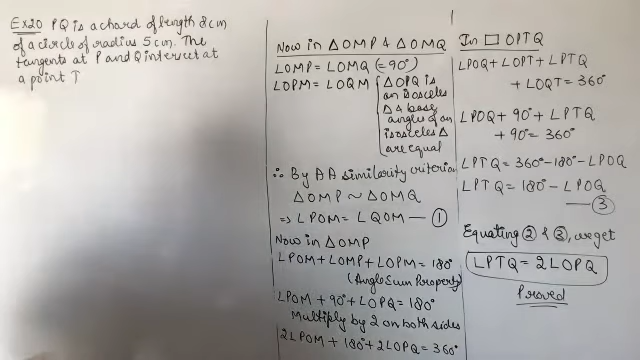 Ex20 PQ is a chard of length 8cm
of a circle of radius 5cm. The
tangents at P and Q intersect at
a point T
Now in △OMP & △OMQ
∠OMP = ∠OMQ (= 90°)
∠OPM = ∠OQM { △OPQ is
an isosceles
△ & base
angles of an
isosceles △
are equal
∴ By AA similarity criterion
△OMP ~ △OMQ
⇒ ∠POM = ∠QOM — ①
Now in △OMP
∠POM + ∠OMP + ∠OPM = 180°
(Angle Sum Property)
∠POM + 90° + ∠OPQ = 180°
Multiply by 2 on both sides
2∠POM + 180° + 2∠OPQ = 360°
In □ OPTQ
∠POQ + ∠OPT + ∠PTQ
+ ∠OQT = 360°
∠POQ + 90° + ∠PTQ
+ 90° = 360°
∠PTQ = 360° - 180° - ∠POQ
∠PTQ = 180° - ∠POQ
— ③
Equating ② & ③, we get
∠PTQ = 2∠OPQ
Proved